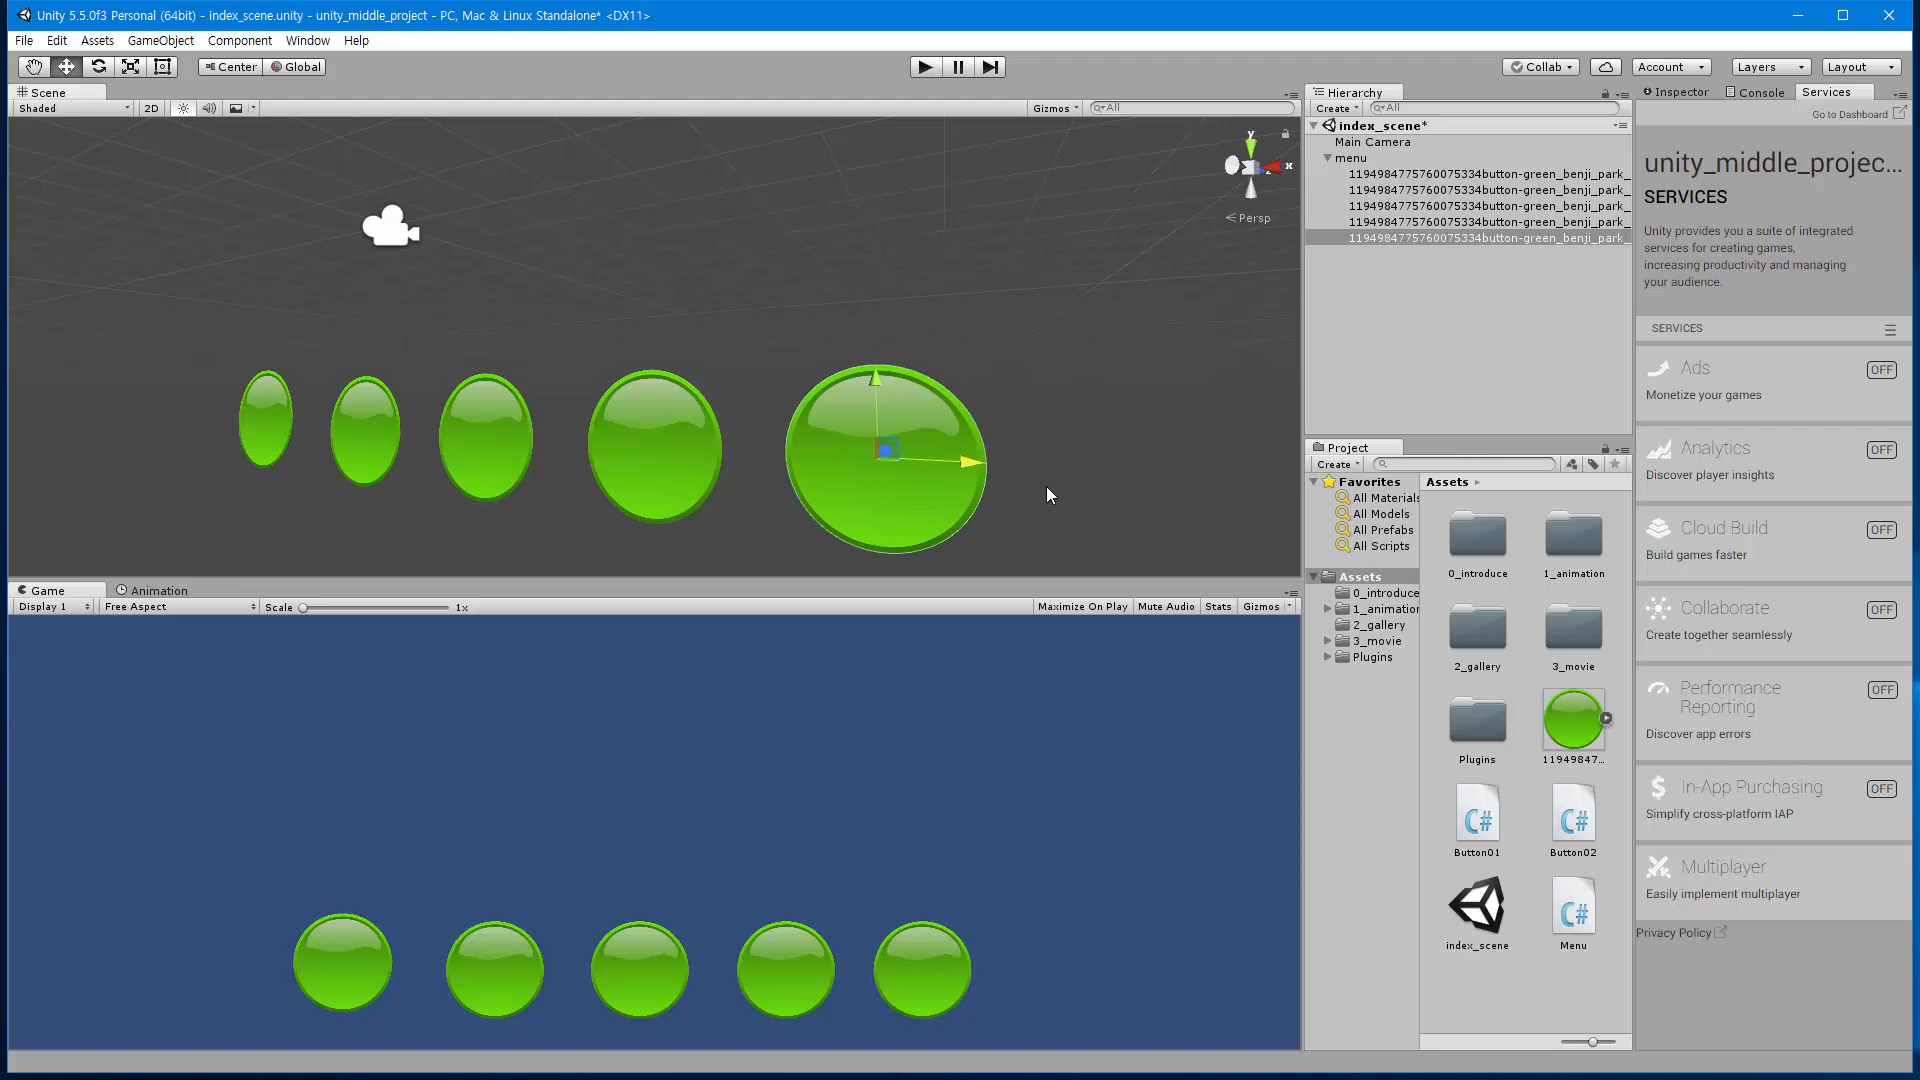 Unity 5.5.0f3 Personal (64bit) - index_scene.unity - unity_middle_project - PC, Mac & Linux Standalone* <DX11>
File Edit Assets GameObject Component Window Help
Center Global
Collab Account Layers Layout
Scene
Shaded 2D Gizmos All
y
x
Persp
Hierarchy
Create All
index_scene*
Main Camera
menu
1194984775760075334button-green_benji_park_
1194984775760075334button-green_benji_park_
1194984775760075334button-green_benji_park_
1194984775760075334button-green_benji_park_
1194984775760075334button-green_benji_park_
Inspector Console Services
Go to Dashboard
unity_middle_projec...
SERVICES
Unity provides you a suite of integrated
services for creating games,
increasing productivity and managing
your audience.
SERVICES
Ads OFF
Monetize your games
Analytics OFF
Discover player insights
Cloud Build OFF
Build games faster
Collaborate OFF
Create together seamlessly
Performance
Reporting OFF
Discover app errors
In-App Purchasing OFF
Simplify cross-platform IAP
Multiplayer
Easily implement multiplayer
Privacy Policy
Project
Create
Favorites
All Materials
All Models
All Prefabs
All Scripts
Assets
0_introduce
1_animation
2_gallery
3_movie
Plugins
Assets
0_introduce 1_animation
2_gallery 3_movie
Plugins 11949847...
C# C#
Button01 Button02
C#
index_scene Menu
Game Animation
Display 1 Free Aspect Scale 1x Maximize On Play Mute Audio Stats Gizmos